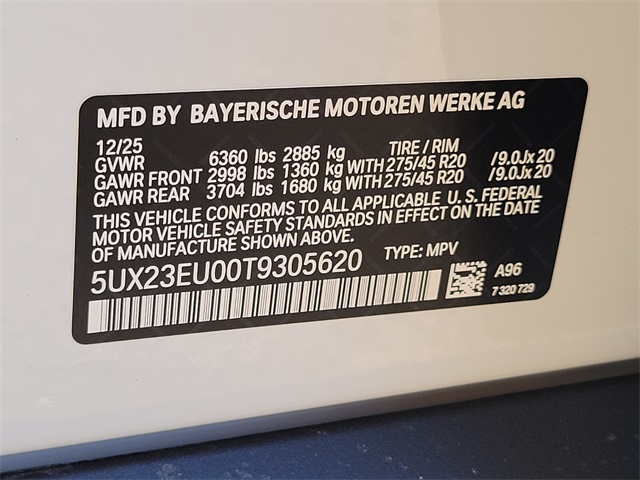 MFD BY BAYERISCHE MOTOREN WERKE AG
12/25 TIRE / RIM
GVWR 6360 lbs 2885 kg
GAWR FRONT 2998 lbs 1360 kg WITH 275/45 R20 /9.0Jx20
GAWR REAR 3704 lbs 1680 kg WITH 275/45 R20 /9.0Jx20
THIS VEHICLE CONFORMS TO ALL APPLICABLE U.S. FEDERAL
MOTOR VEHICLE SAFETY STANDARDS IN EFFECT ON THE DATE
OF MANUFACTURE SHOWN ABOVE.
5UX23EU00T9305620 TYPE: MPV
A96
7320729